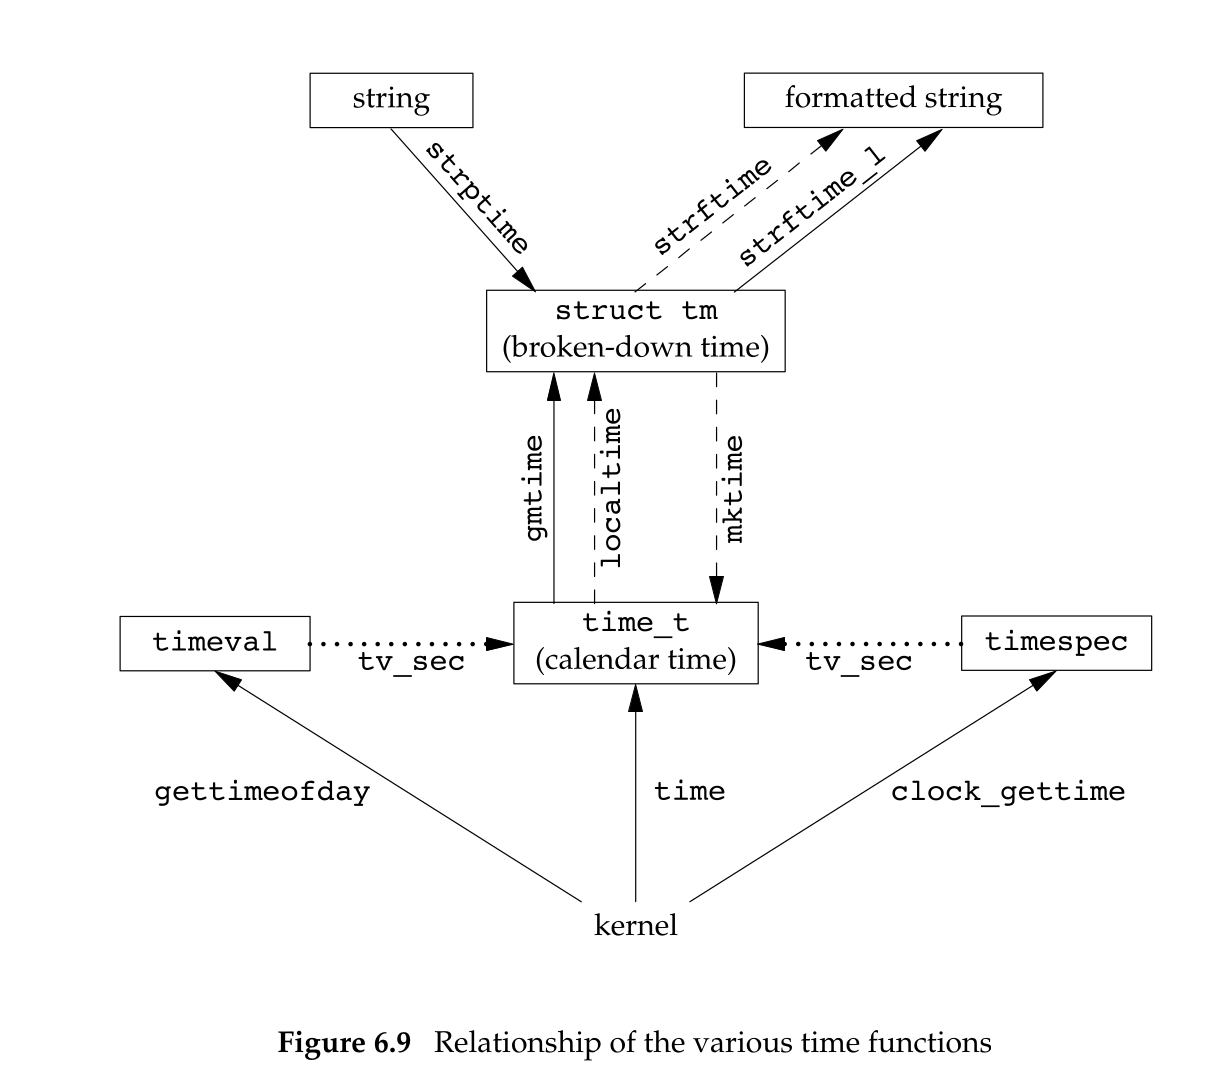 string
formatted string
strptime
strftime
strftime_l
struct tm
(broken-down time)
gmtime
localtime
mktime
timeval
tv_sec
time_t
(calendar time)
tv_sec
timespec
gettimeofday
time
clock_gettime
kernel
Figure 6.9 Relationship of the various time functions